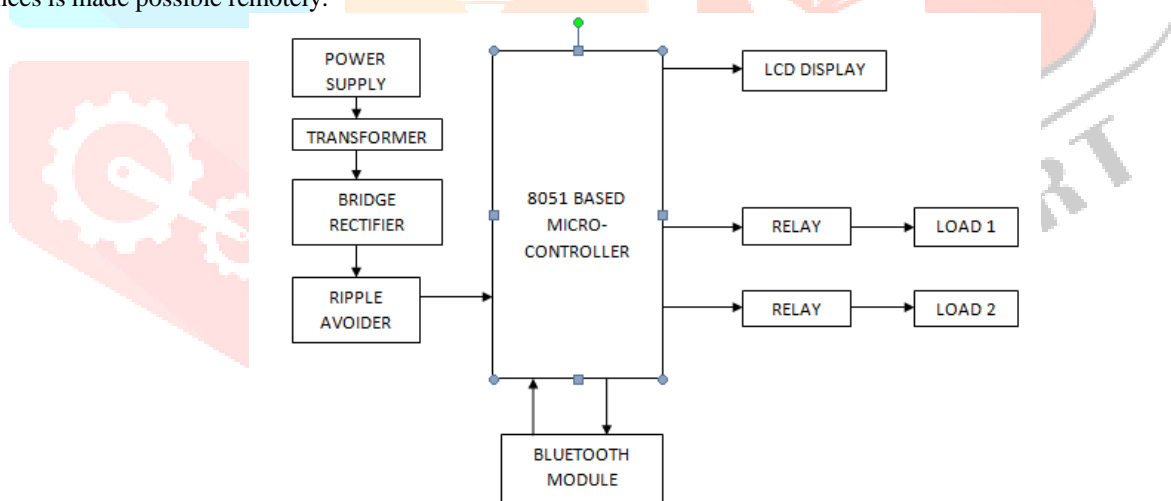 nces is made possible remotely.
POWER
SUPPLY
TRANSFORMER
BRIDGE
RECTIFIER
RIPPLE
AVOIDER
8051 BASED
MICRO-
CONTROLLER
LCD DISPLAY
RELAY
LOAD 1
RELAY
LOAD 2
BLUETOOTH
MODULE